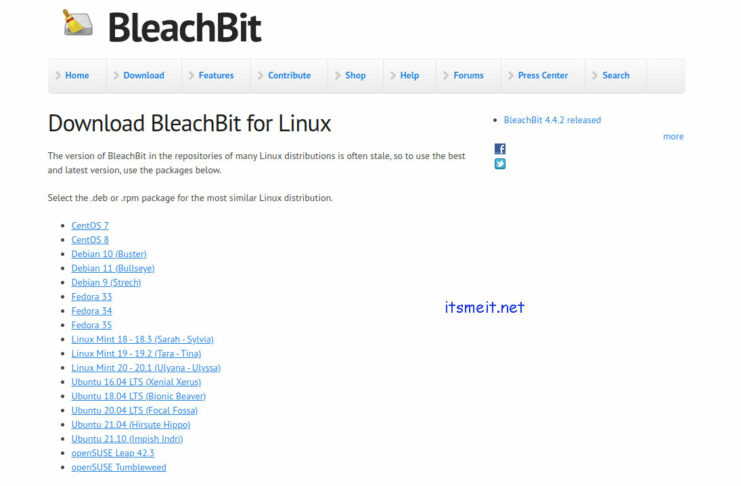 BleachBit
Home
Download
Features
Contribute
Shop
Help
Forums
Press Center
Search
Download BleachBit for Linux
The version of BleachBit in the repositories of many Linux distributions is often stale, so to use the best
and latest version, use the packages below.
Select the .deb or .rpm package for the most similar Linux distribution.
CentOS 7
CentOS 8
Debian 10 (Buster)
Debian 11 (Bullseye)
Debian 9 (Strech)
Fedora 33
Fedora 34
Fedora 35
Linux Mint 18 - 18.3 (Sarah - Sylvia)
Linux Mint 19 - 19.2 (Tara - Tina)
Linux Mint 20 - 20.1 (Ulyana - Ulyssa)
Ubuntu 16.04 LTS (Xenial Xerus)
Ubuntu 18.04 LTS (Bionic Beaver)
Ubuntu 20.04 LTS (Focal Fossa)
Ubuntu 21.04 (Hirsute Hippo)
Ubuntu 21.10 (Impish Indri)
openSUSE Leap 42.3
openSUSE Tumbleweed
BleachBit 4.4.2 released
more
itsmeit.net